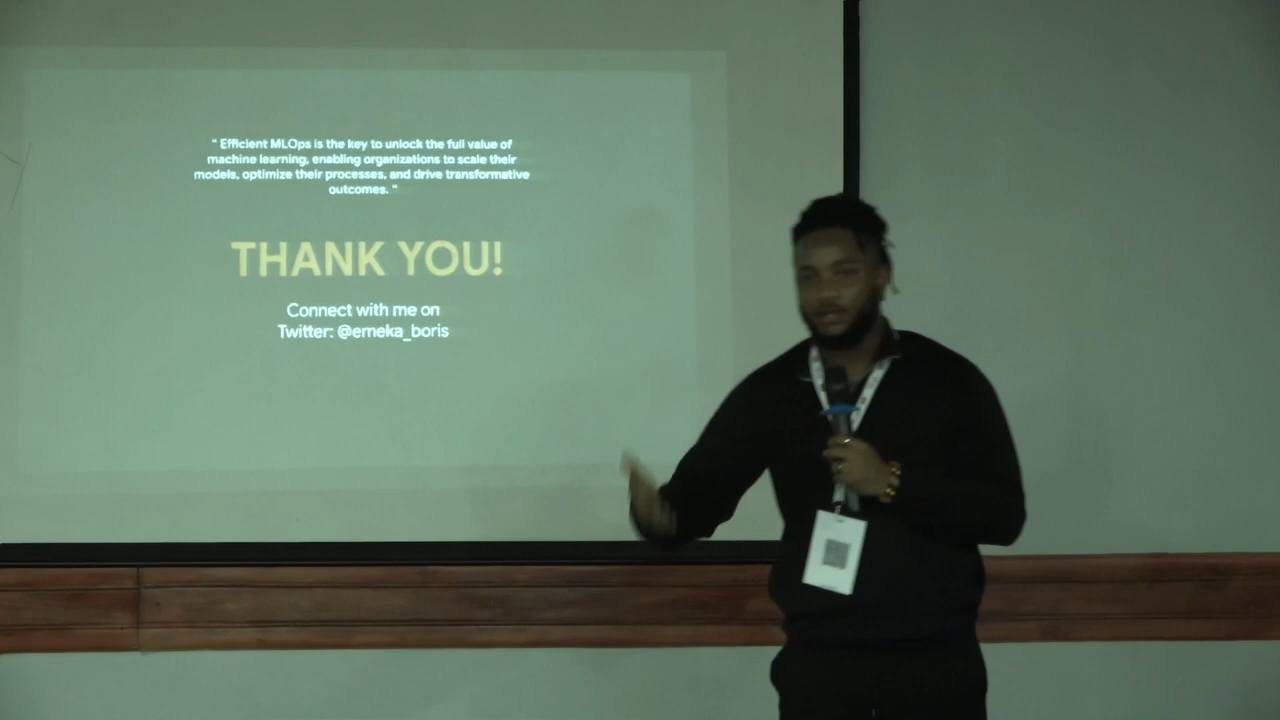 " Efficient MLOps is the key to unlock the full value of
machine learning, enabling organizations to scale their
models, optimize their processes, and drive transformative
outcomes. "
THANK YOU!
Connect with me on
Twitter: @emeka_boris